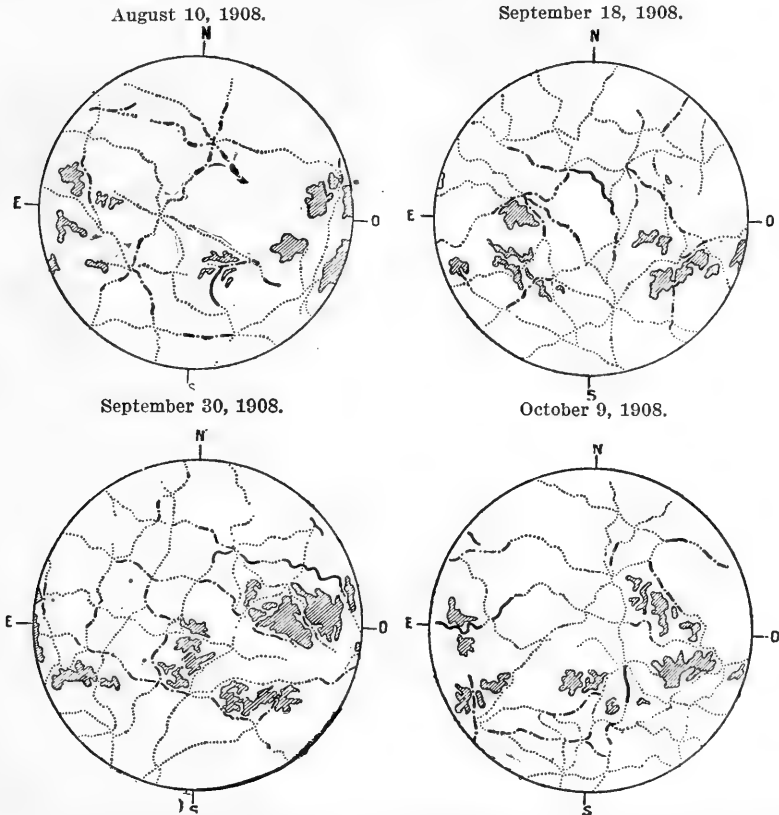 August 10, 1908.
N
E
O
S
September 18, 1908.
N
E
O
S
September 30, 1908.
N
E
O
S
October 9, 1908.
N
E
O
S